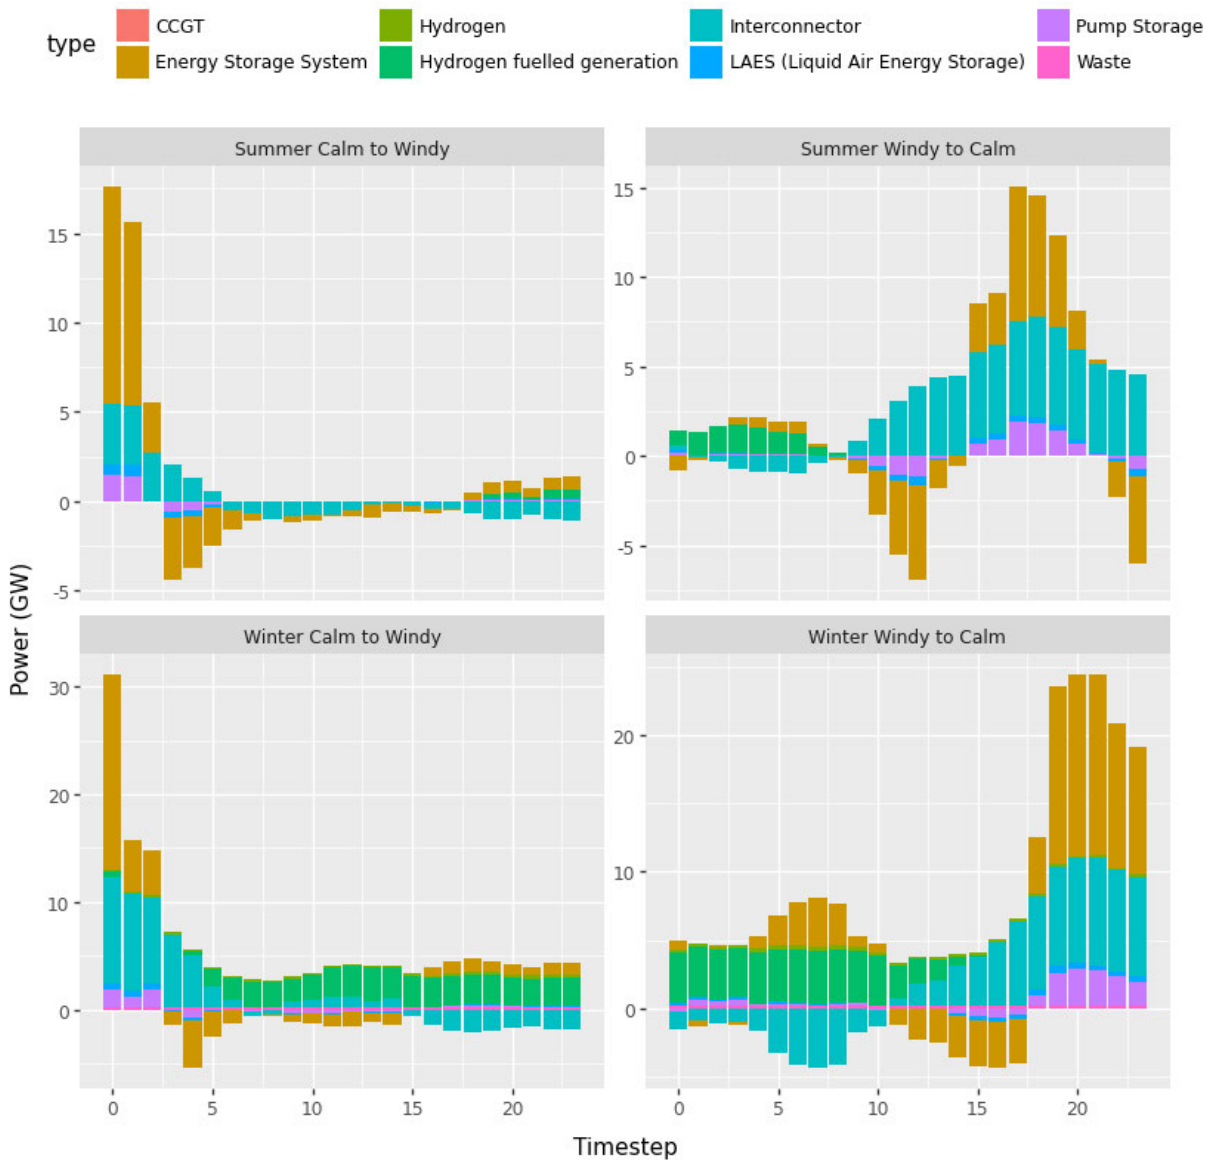 type
CCGT
Hydrogen
Interconnector
Pump Storage
Energy Storage System
Hydrogen fuelled generation
LAES (Liquid Air Energy Storage)
Waste
Summer Calm to Windy
Summer Windy to Calm
15
10
5
0
-5
15
10
5
0
-5
Power (GW)
Winter Calm to Windy
Winter Windy to Calm
30
20
10
0
20
10
0
0 5 10 15 20
0 5 10 15 20
Timestep